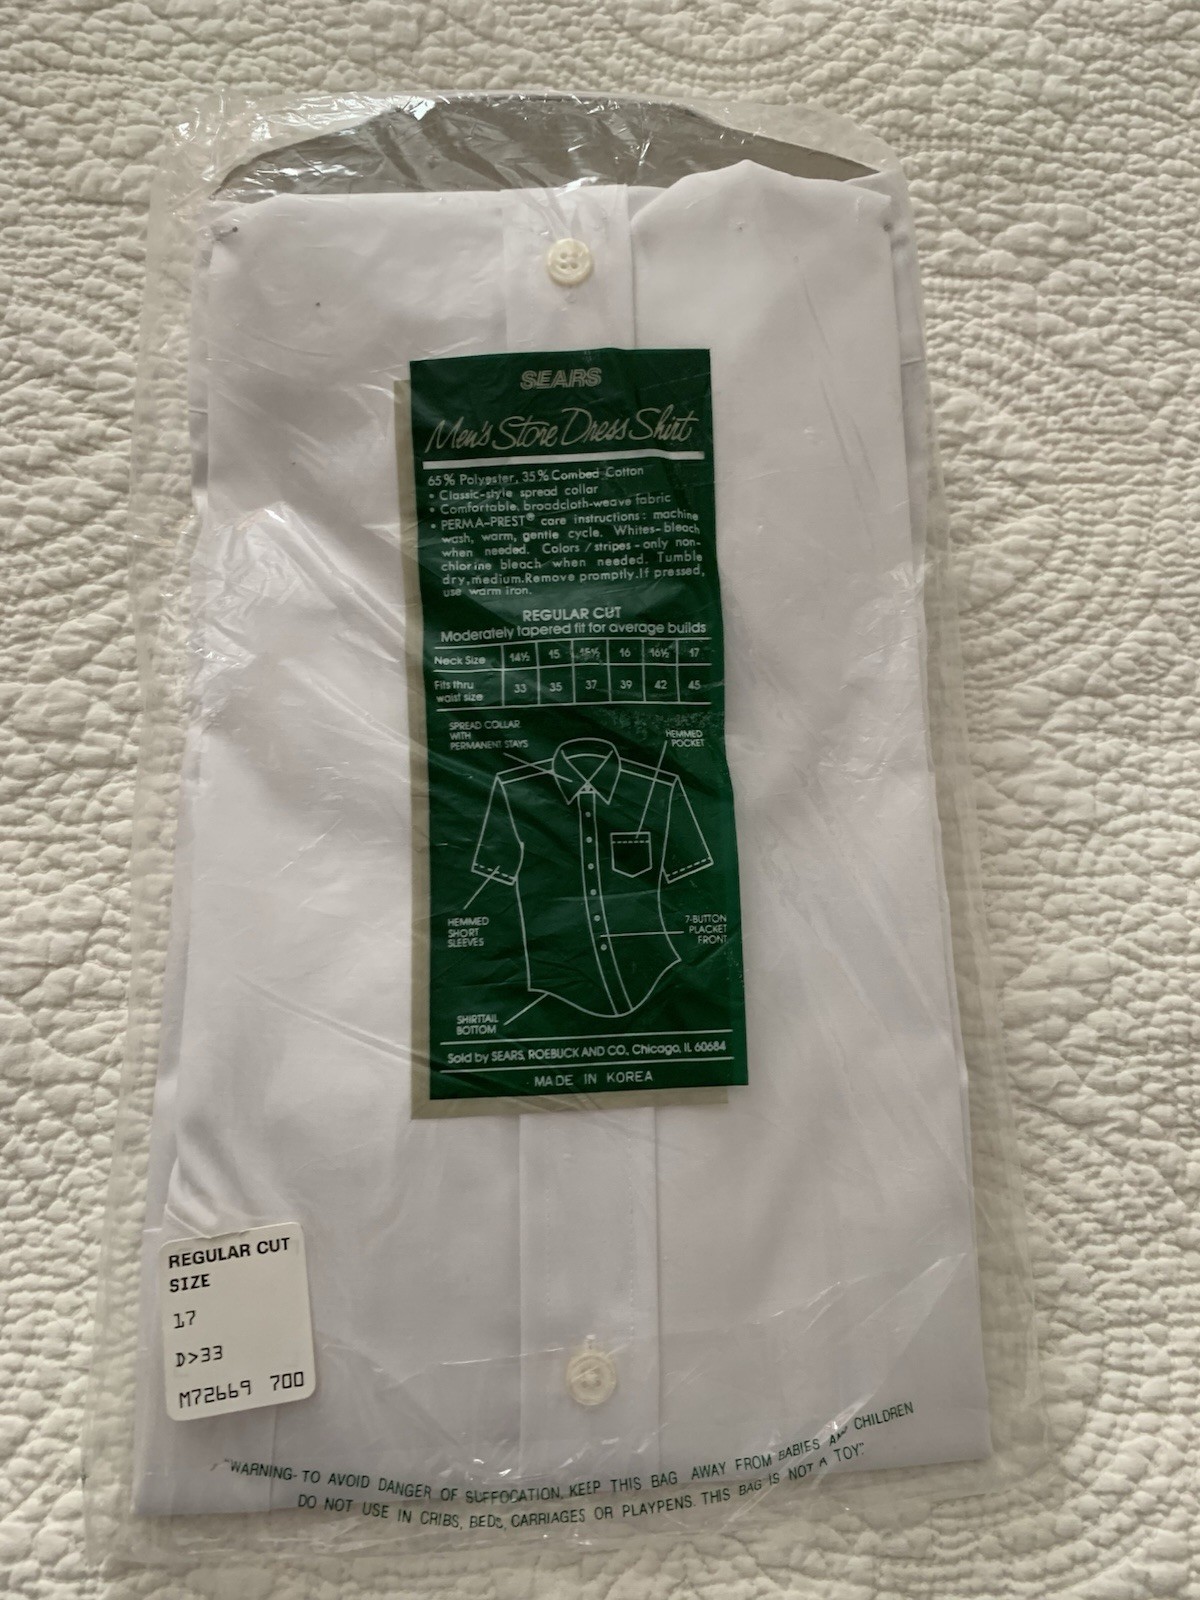 SEARS
Men's Store Dress Shirt
65% Polyester, 35% Combed Cotton
• Classic-style spread collar
• Comfortable, broadcloth-weave fabric
• PERMA-PREST® care instructions: machine
wash, warm, gentle cycle. Whites-bleach
when needed. Colors/stripes-only non-
chlorine bleach when needed. Tumble
dry, medium. Remove promptly. If pressed,
use warm iron.
REGULAR CUT
Moderately tapered fit for average builds
Neck Size 14½ 15 15½ 16 16½ 17
Fits thru
waist size 33 35 37 39 42 45
SPREAD COLLAR
WITH
PERMANENT STAYS
HEMMED
POCKET
HEMMED
SHORT
SLEEVES
7-BUTTON
PLACKET
FRONT
SHIRTTAIL
BOTTOM
Sold by SEARS, ROEBUCK AND CO., Chicago, IL 60684
MADE IN KOREA
REGULAR CUT
SIZE
17
D>33
M72669 700
"WARNING- TO AVOID DANGER OF SUFFOCATION, KEEP THIS BAG AWAY FROM BABIES AND CHILDREN
DO NOT USE IN CRIBS, BEDS, CARRIAGES OR PLAYPENS. THIS BAG IS NOT A TOY".